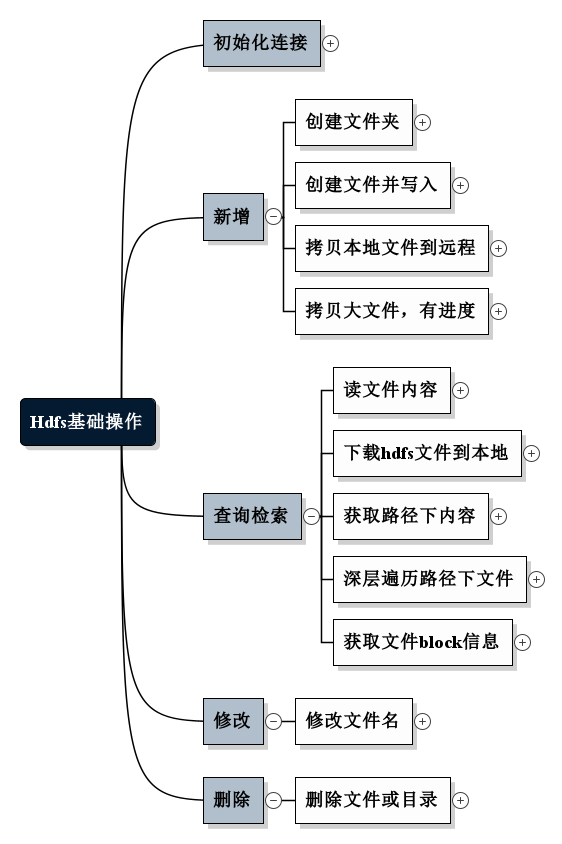 初始化连接
创建文件夹
创建文件并写入
新增
拷贝本地文件到远程
拷贝大文件，有进度
读文件内容
Hdfs基础操作
下载hdfs文件到本地
查询检索
获取路径下内容
深层遍历路径下文件
获取文件block信息
修改
修改文件名
删除
删除文件或目录